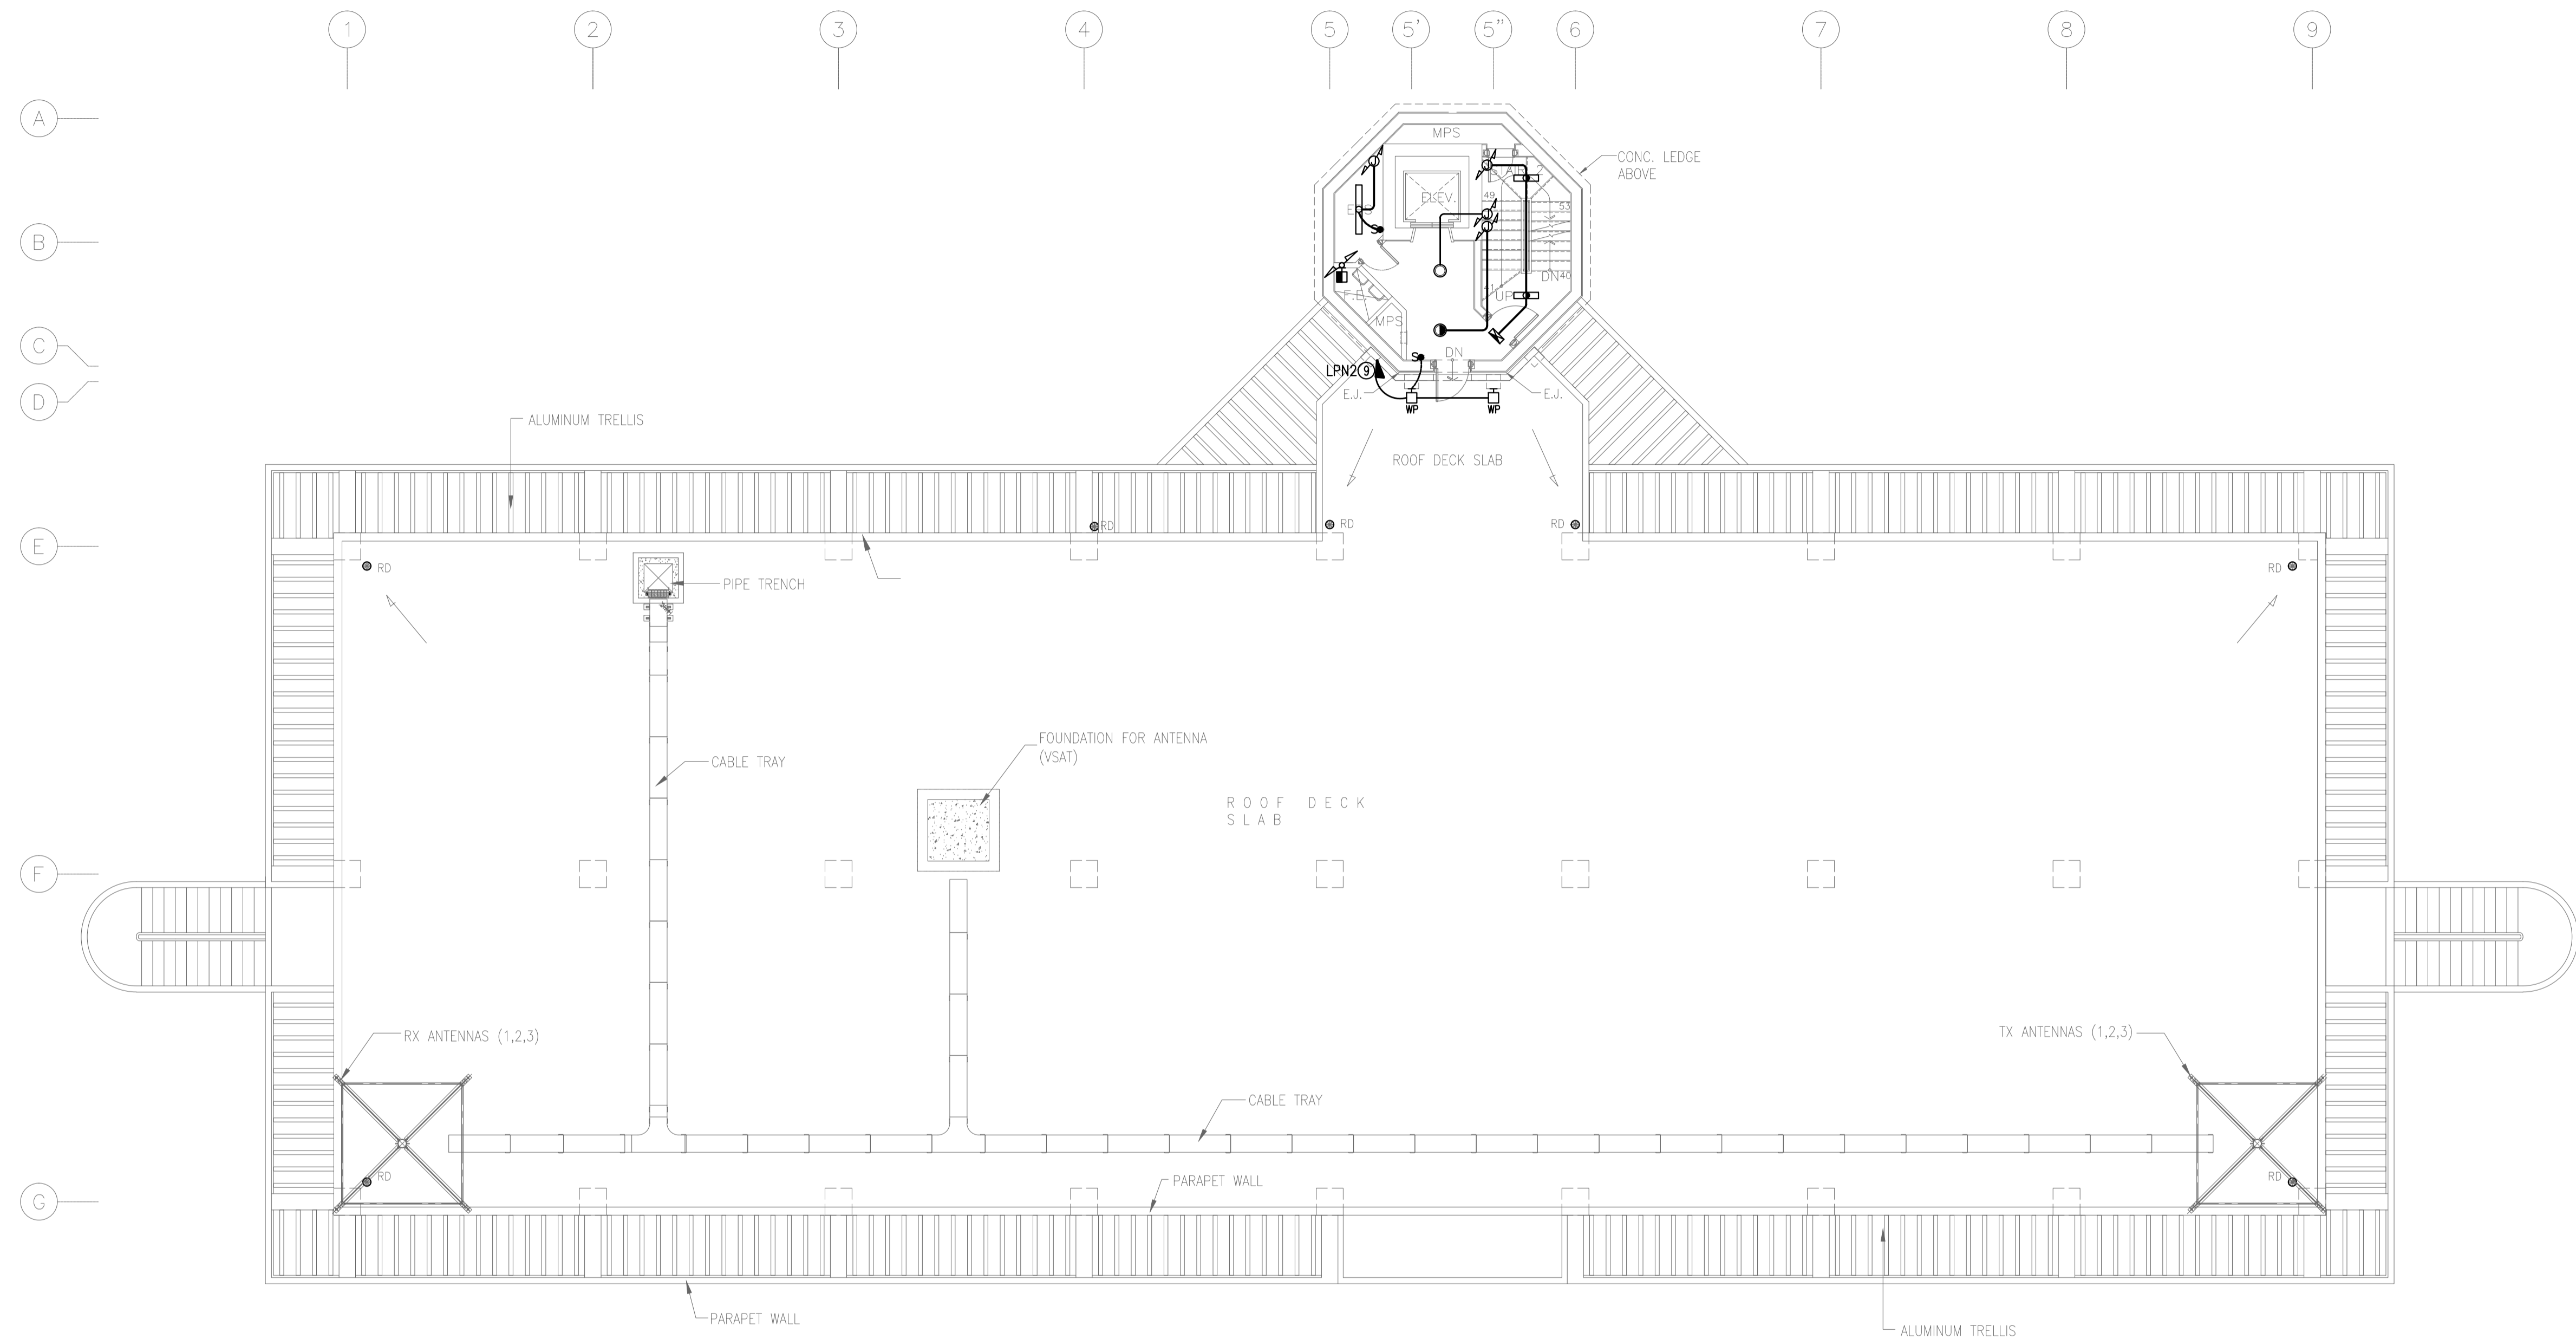 1
2
3
4
5
5'
5"
6
7
8
9
A
B
C
D
E
F
G
MPS
CONC. LEDGE
ABOVE
ELEV.
49
53
S
DN
40
41
UP
F.E.
MPS
S
DN
LPN2
9
E.J.
E.J.
WP
WP
ALUMINUM TRELLIS
ROOF DECK SLAB
RD
RD
RD
RD
RD
PIPE TRENCH
FOUNDATION FOR ANTENNA
(VSAT)
CABLE TRAY
ROOF DECK
SLAB
RX ANTENNAS (1,2,3)
TX ANTENNAS (1,2,3)
CABLE TRAY
RD
RD
PARAPET WALL
PARAPET WALL
ALUMINUM TRELLIS